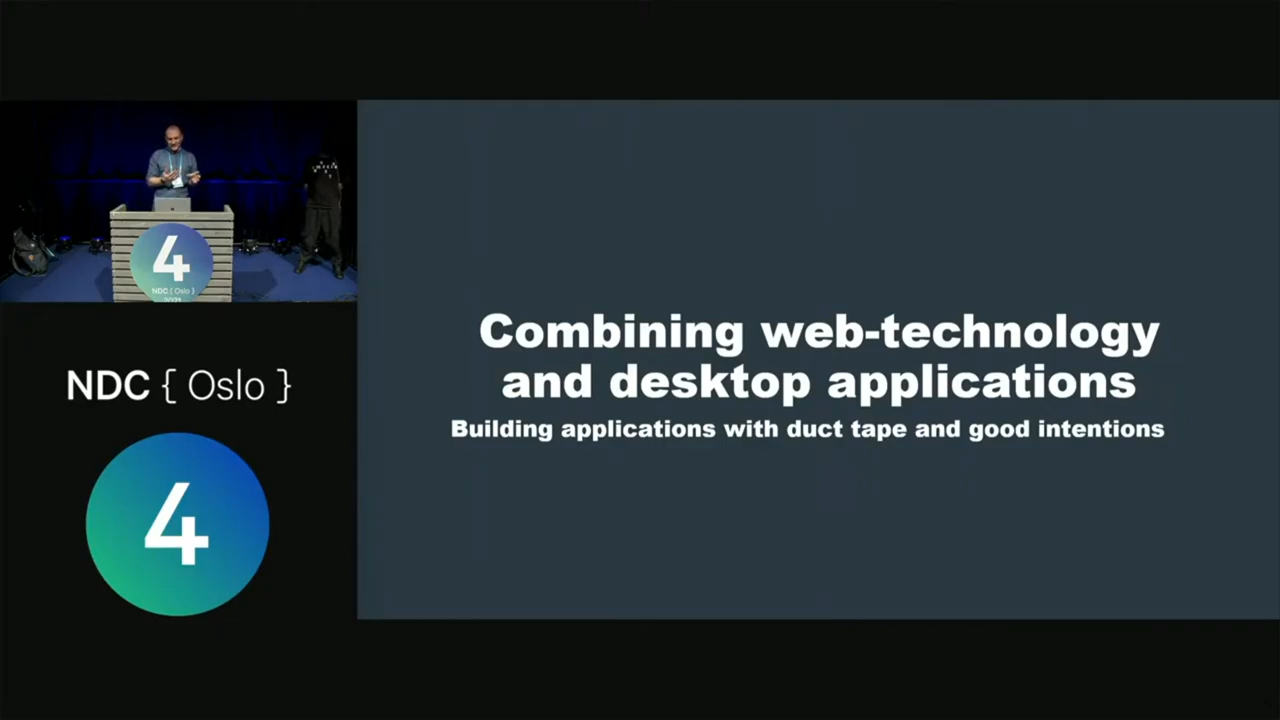 4
NDC { Oslo }
NDC { Oslo }
4
Combining web-technology
and desktop applications
Building applications with duct tape and good intentions